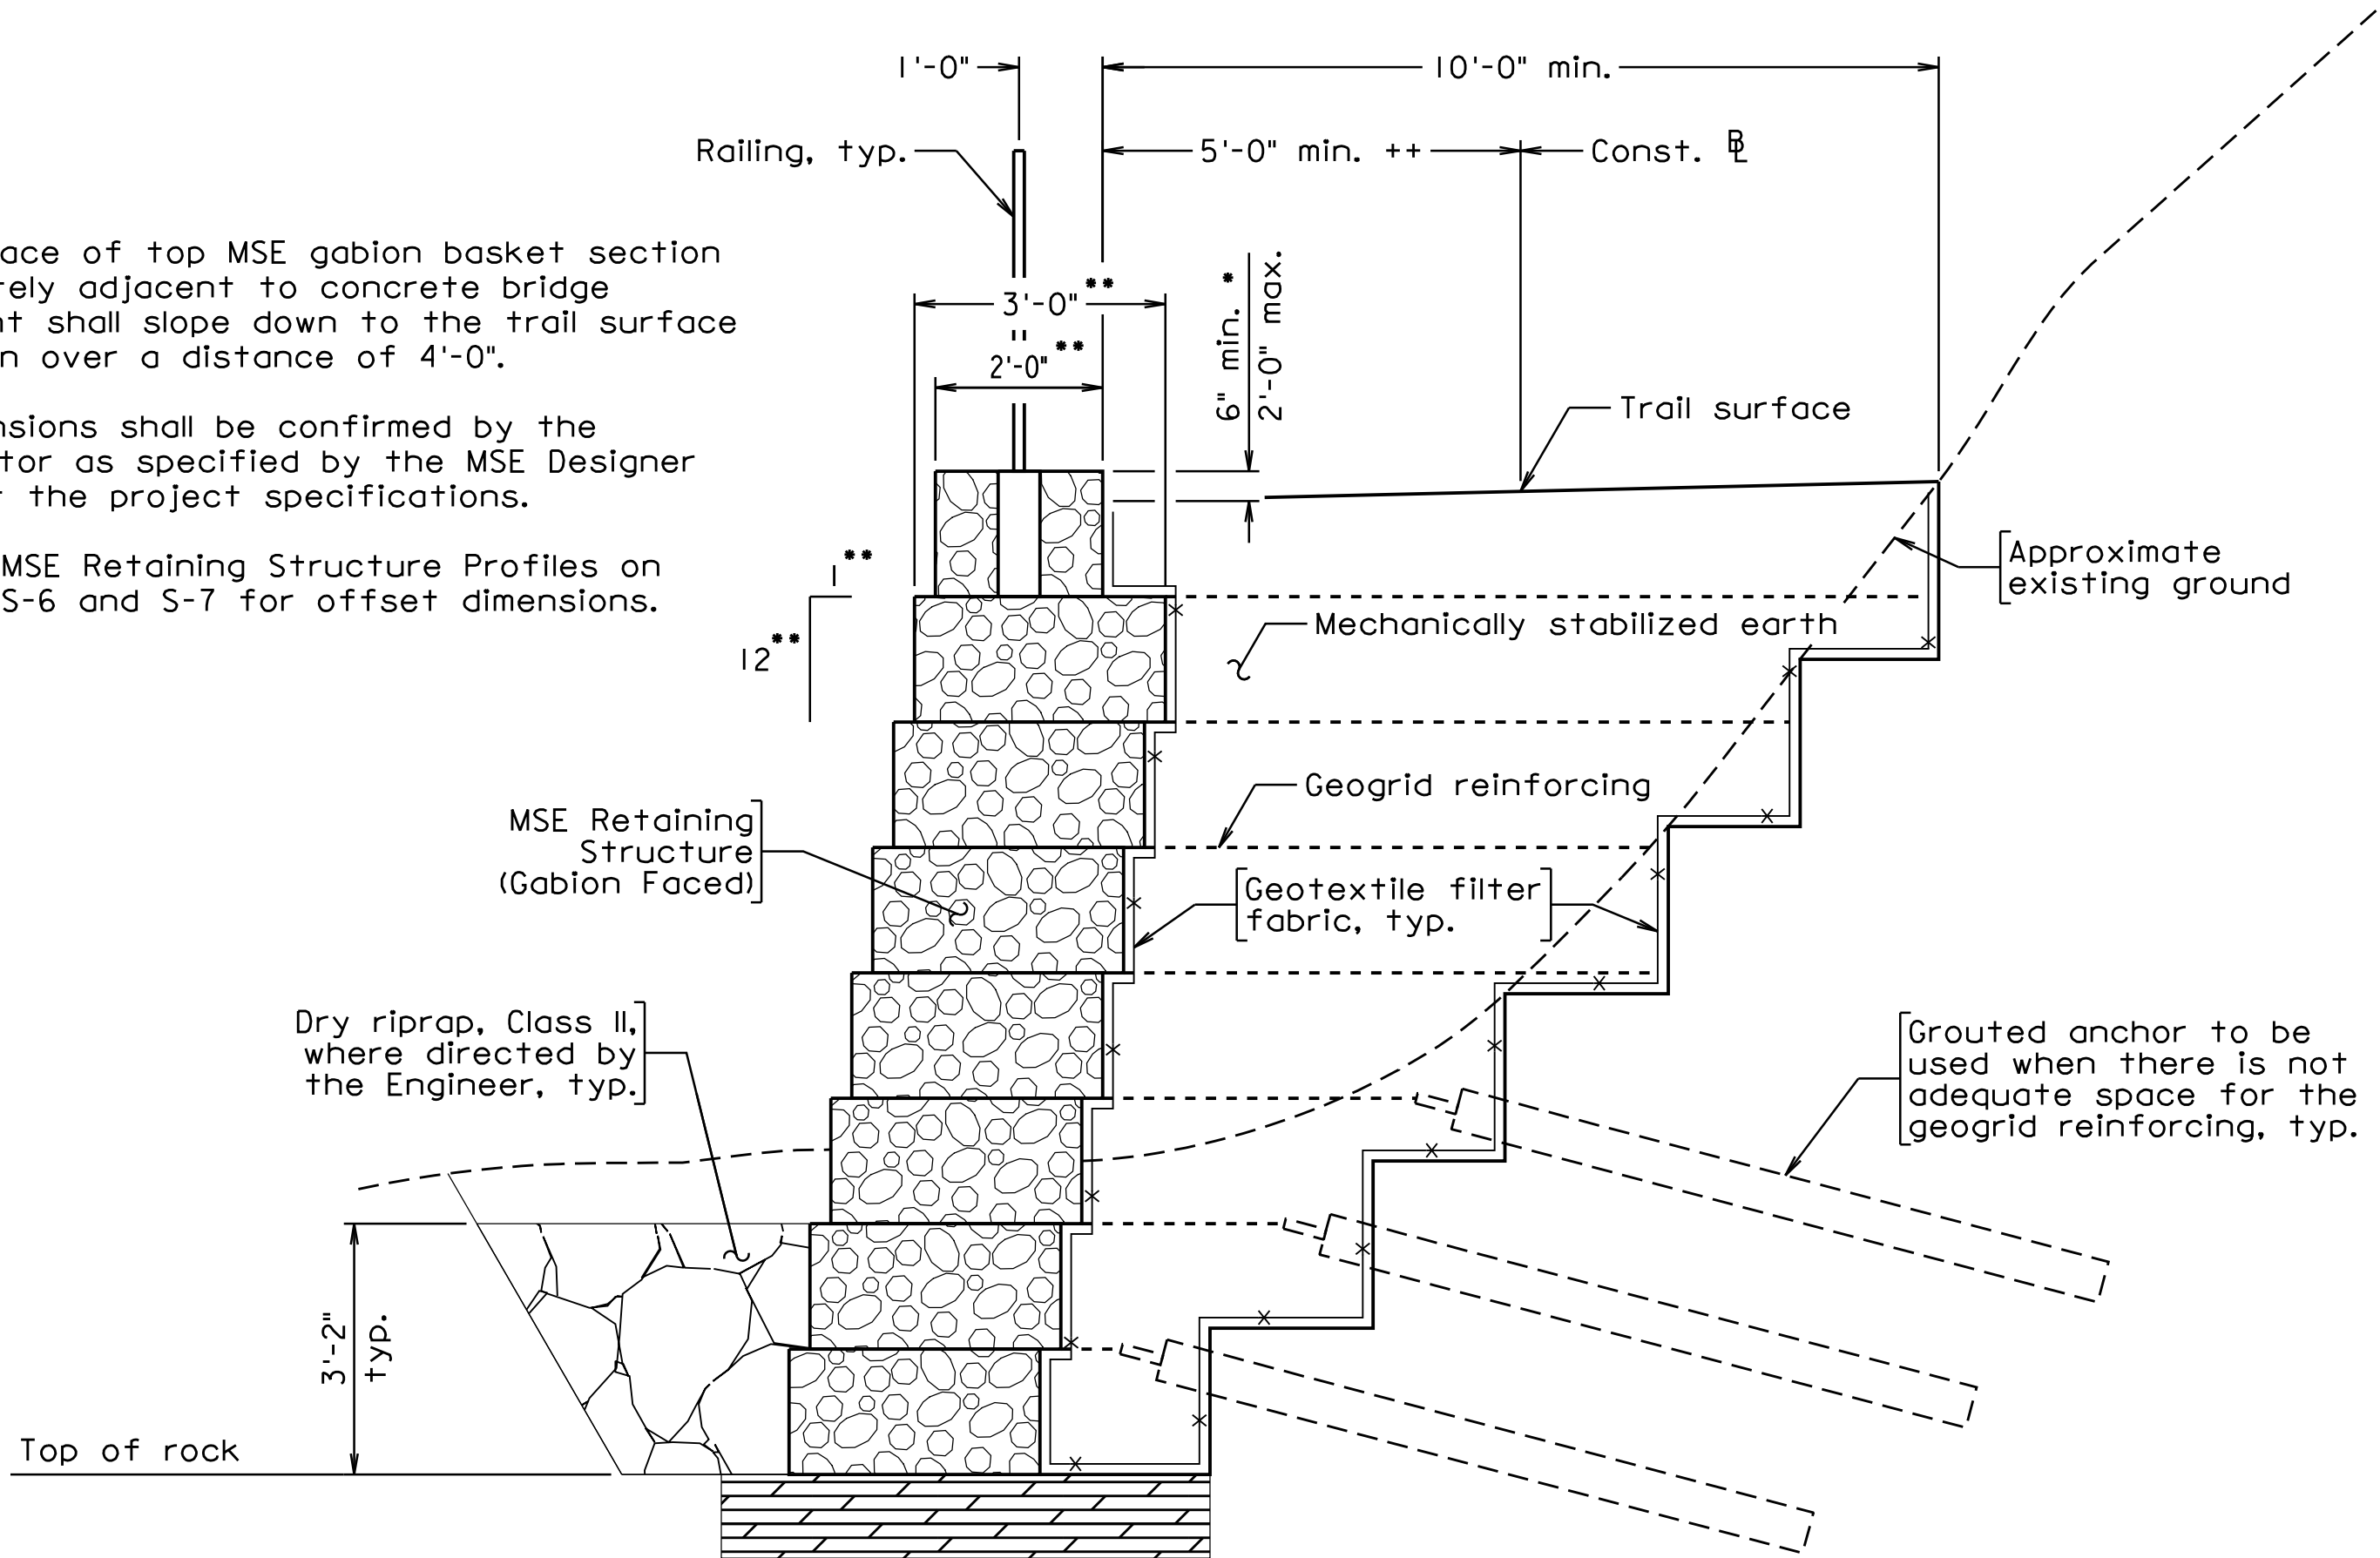 1'-0"
10'-0" min.
Railing, typ.
5'-0" min. ++
Const. BL
of top MSE gabion basket section
adjacent to concrete bridge
shall slope down to the trail surface
over a distance of 4'-0".
shall be confirmed by the
as specified by the MSE Designer
the project specifications.
MSE Retaining Structure Profiles on
S-6 and S-7 for offset dimensions.
3'-0"**
2'-0"**
6" min. *
2'-0" max.
Trail surface
1**
12**
Approximate
existing ground
Mechanically stabilized earth
Geogrid reinforcing
MSE Retaining
Structure
(Gabion Faced)
Geotextile filter
fabric, typ.
Dry riprap, Class II,
where directed by
the Engineer, typ.
Grouted anchor to be
used when there is not
adequate space for the
geogrid reinforcing, typ.
3'-2"
typ.
Top of rock